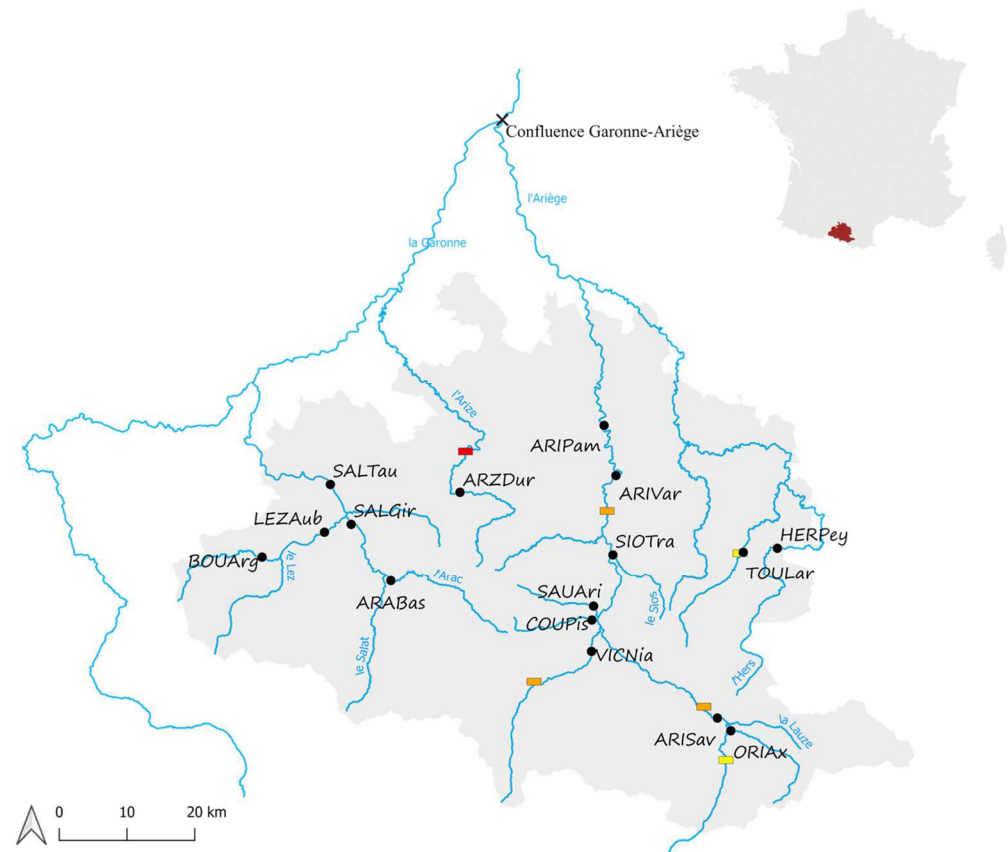 Confluence Garonne-Ariège
l'Ariège
la Garonne
l'Arize
ARIPam
SALTau
ARZDur
ARIVar
SALGir
LEZAub
HERPey
SIOTra
BOUArg
le Lez
TOULar
l'Arac
SAUAri
ARABas
le Sios
COUPis
le Salat
VICNia
l'Hers
la Lauze
ARISav
ORIAx
0 10 20 km